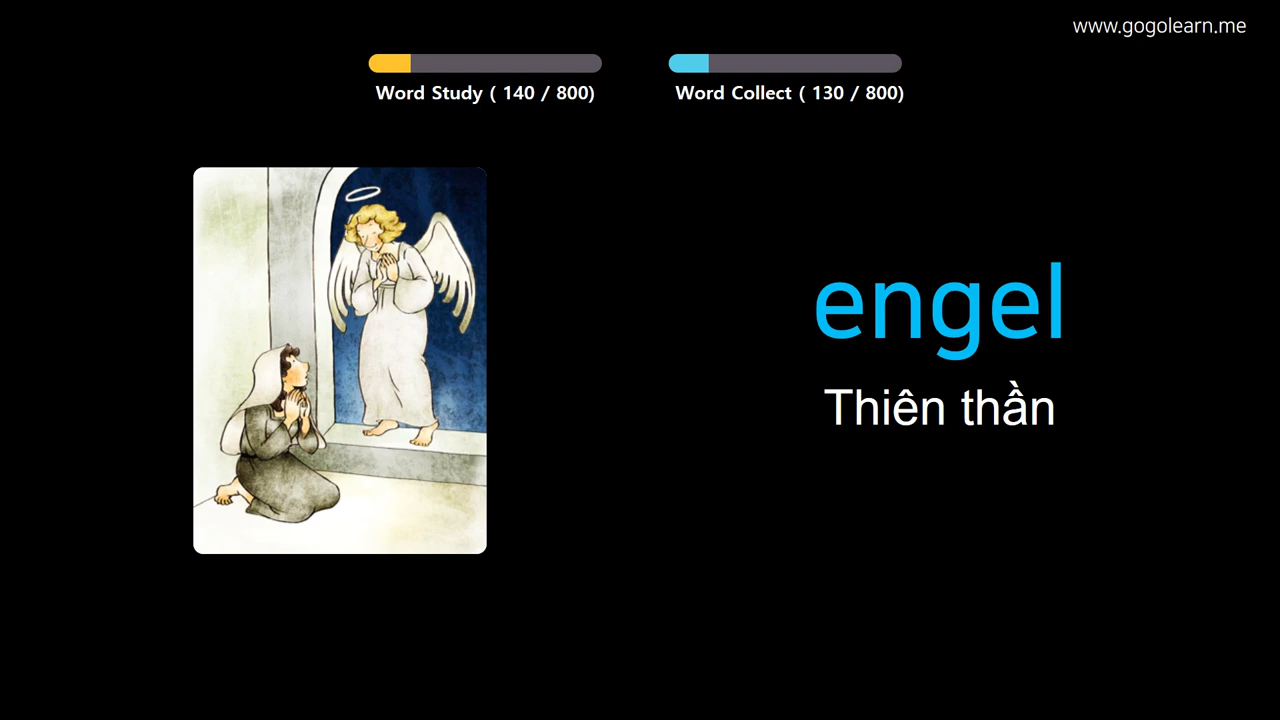 www.gogolearn.me
Word Study ( 140 / 800)
Word Collect ( 130 / 800)
engel
Thiên thần